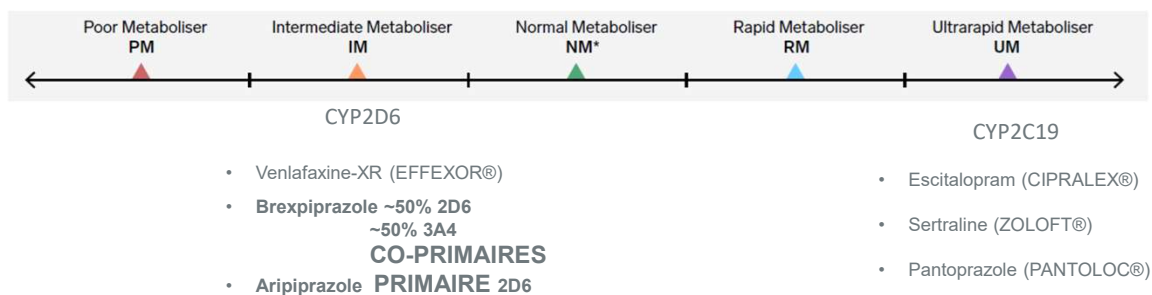 Poor Metaboliser
PM
Intermediate Metaboliser
IM
Normal Metaboliser
NM*
Rapid Metaboliser
RM
Ultrarapid Metaboliser
UM
CYP2D6
• Venlafaxine-XR (EFFEXOR®)
• Brexpiprazole ~50% 2D6
~50% 3A4
CO-PRIMAIRES
• Aripiprazole PRIMAIRE 2D6
CYP2C19
• Escitalopram (CIPRALEX®)
• Sertraline (ZOLOFT®)
• Pantoprazole (PANTOLOC®)